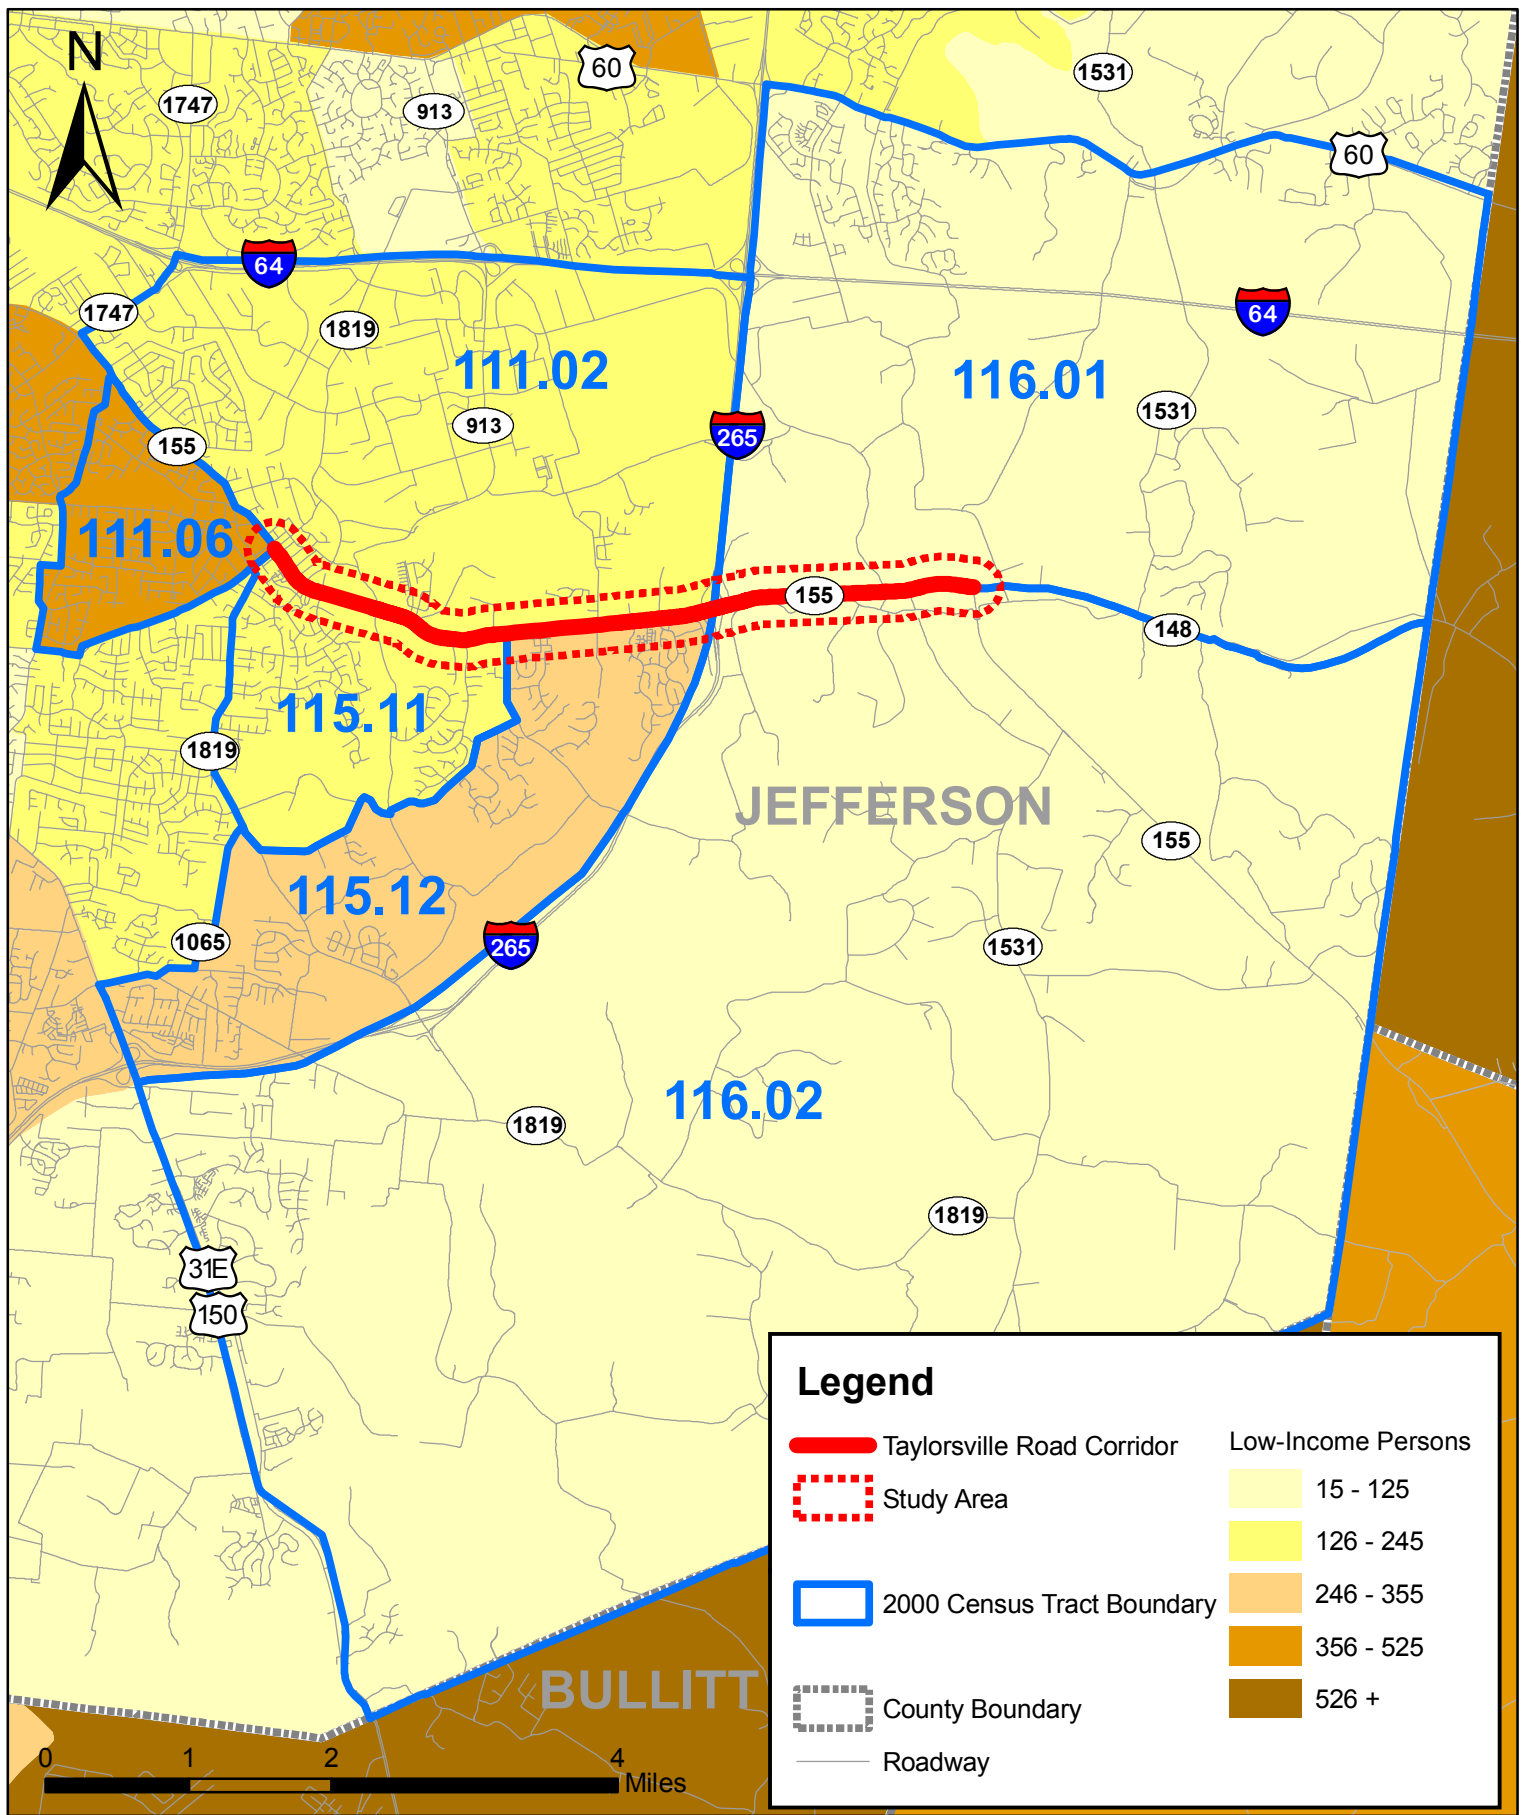 N
60
1531
1747
913
60
64
1747
64
1819
111.02
116.01
1531
913
265
155
111.06
155
148
115.11
1819
JEFFERSON
155
115.12
1065
265
1531
116.02
1819
1819
31E
150
Legend
Taylorsville Road Corridor
Study Area
2000 Census Tract Boundary
County Boundary
Roadway
Low-Income Persons
15 - 125
126 - 245
246 - 355
356 - 525
526 +
BULLITT
0 1 2 4
Miles